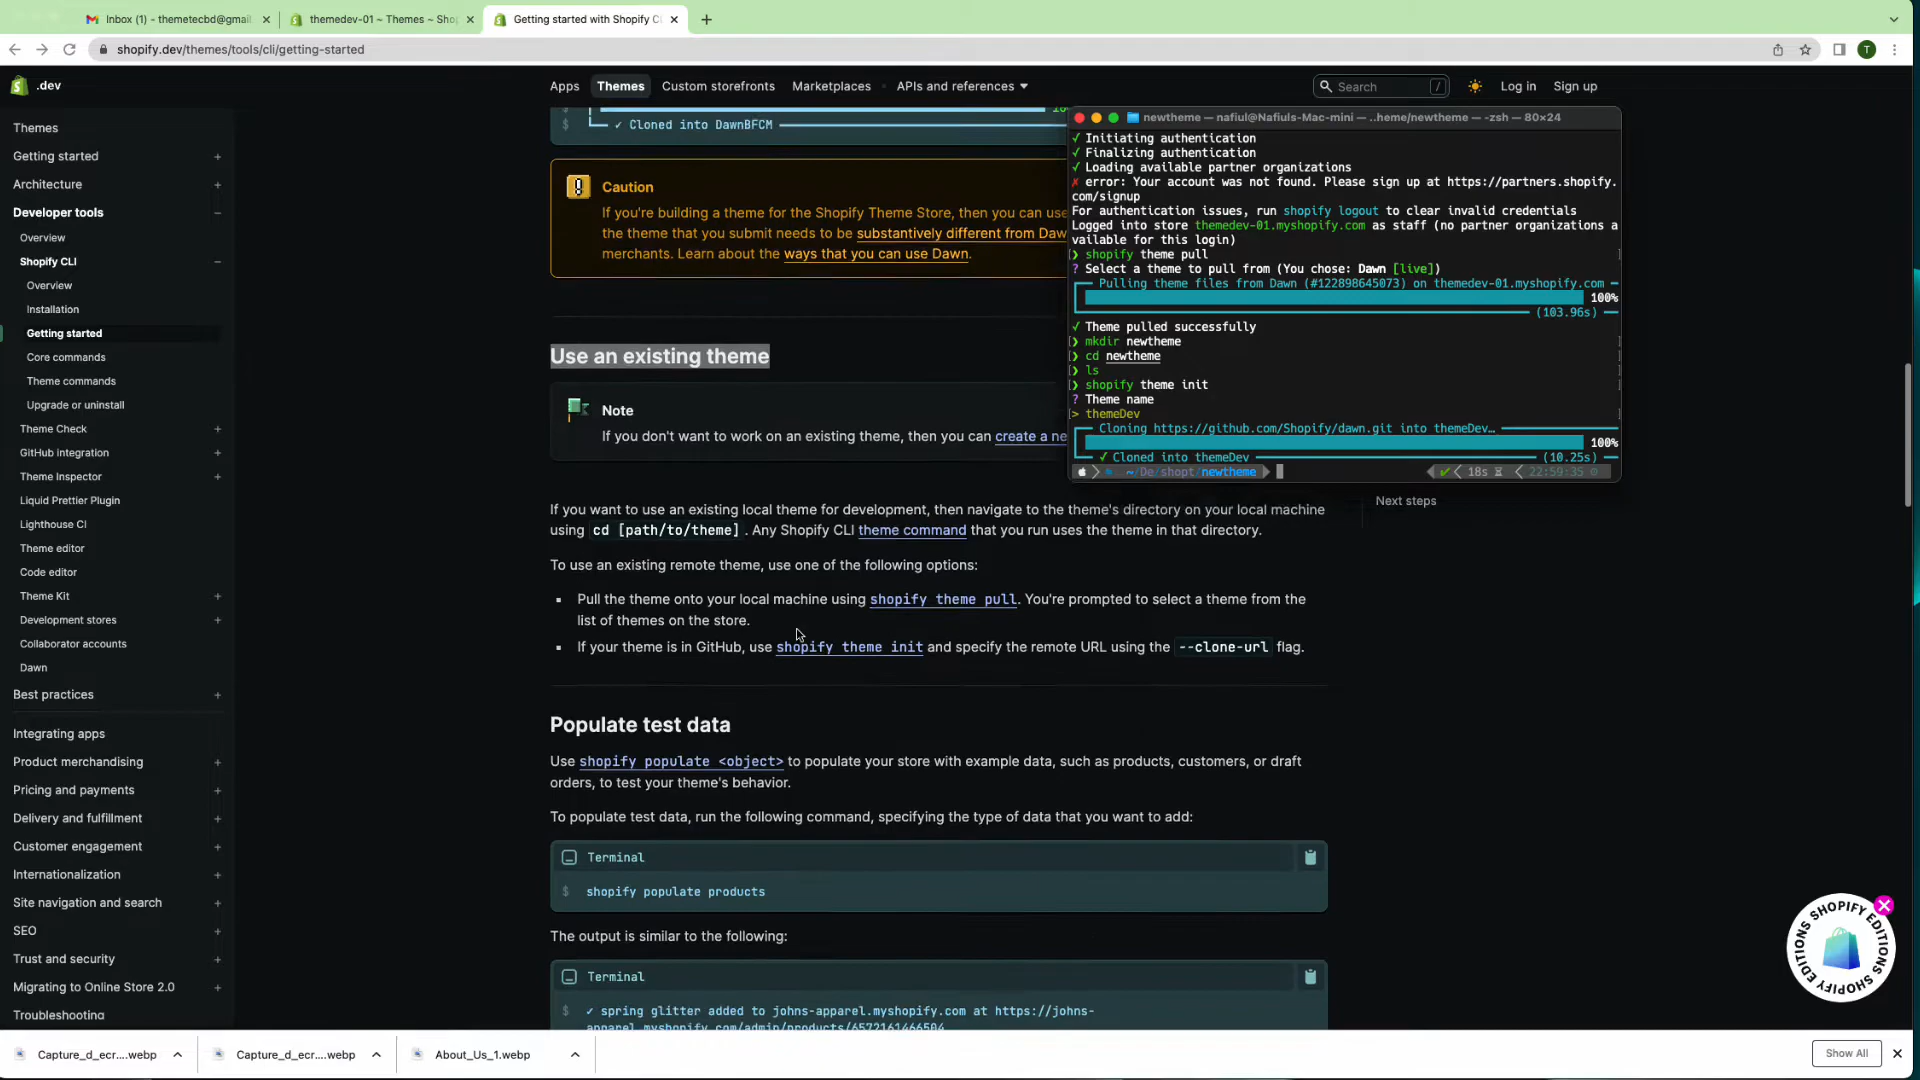 Inbox (1) - themetecbd@gmail
themedev-01 ~ Themes ~ Shop
Getting started with Shopify C
shopify.dev/themes/tools/cli/getting-started
T
.dev
Apps
Themes
Custom storefronts
Marketplaces
APIs and references
Search
/
Log in
Sign up
Themes
Getting started
Architecture
Developer tools
Overview
Shopify CLI
Overview
Installation
Getting started
Core commands
Theme commands
Upgrade or uninstall
Theme Check
GitHub integration
Theme Inspector
Liquid Prettier Plugin
Lighthouse CI
Theme editor
Code editor
Theme Kit
Development stores
Collaborator accounts
Dawn
Best practices
Integrating apps
Product merchandising
Pricing and payments
Delivery and fulfillment
Customer engagement
Internationalization
Site navigation and search
SEO
Trust and security
Migrating to Online Store 2.0
Troubleshooting
$ ✓ Cloned into DawnBFCM
Caution
If you're building a theme for the Shopify Theme Store, then you can use
the theme that you submit needs to be substantively different from Daw
merchants. Learn about the ways that you can use Dawn.
Use an existing theme
Note
If you don't want to work on an existing theme, then you can create a ne
If you want to use an existing local theme for development, then navigate to the theme's directory on your local machine
using cd [path/to/theme] . Any Shopify CLI theme command that you run uses the theme in that directory.
To use an existing remote theme, use one of the following options:
Pull the theme onto your local machine using shopify theme pull. You're prompted to select a theme from the
list of themes on the store.
If your theme is in GitHub, use shopify theme init and specify the remote URL using the --clone-url flag.
Populate test data
Use shopify populate <object> to populate your store with example data, such as products, customers, or draft
orders, to test your theme's behavior.
To populate test data, run the following command, specifying the type of data that you want to add:
Terminal
$ shopify populate products
The output is similar to the following:
Terminal
$ ✓ spring glitter added to johns-apparel.myshopify.com at https://johns-
apparel.myshopify.com/admin/products/6572161466504
newtheme — nafiul@Nafiuls-Mac-mini — ..heme/newtheme — -zsh — 80×24
✓ Initiating authentication
✓ Finalizing authentication
✓ Loading available partner organizations
✗ error: Your account was not found. Please sign up at https://partners.shopify.
com/signup
For authentication issues, run shopify logout to clear invalid credentials
Logged into store themedev-01.myshopify.com as staff (no partner organizations a
vailable for this login)
❯ shopify theme pull
? Select a theme to pull from (You chose: Dawn [live])
Pulling theme files from Dawn (#122898645073) on themedev-01.myshopify.com
100%
(103.96s)
✓ Theme pulled successfully
❯ mkdir newtheme
❯ cd newtheme
❯ ls
❯ shopify theme init
? Theme name
> themeDev
Cloning https://github.com/Shopify/dawn.git into themeDev…
100%
✓ Cloned into themeDev (10.25s)
~/De/shopt/newtheme ✔ 18s 22:59:35
Next steps
SHOPIFY EDITIONS SHOPIFY EDITIONS
Capture_d_ecr....webp
Capture_d_ecr....webp
About_Us_1.webp
Show All